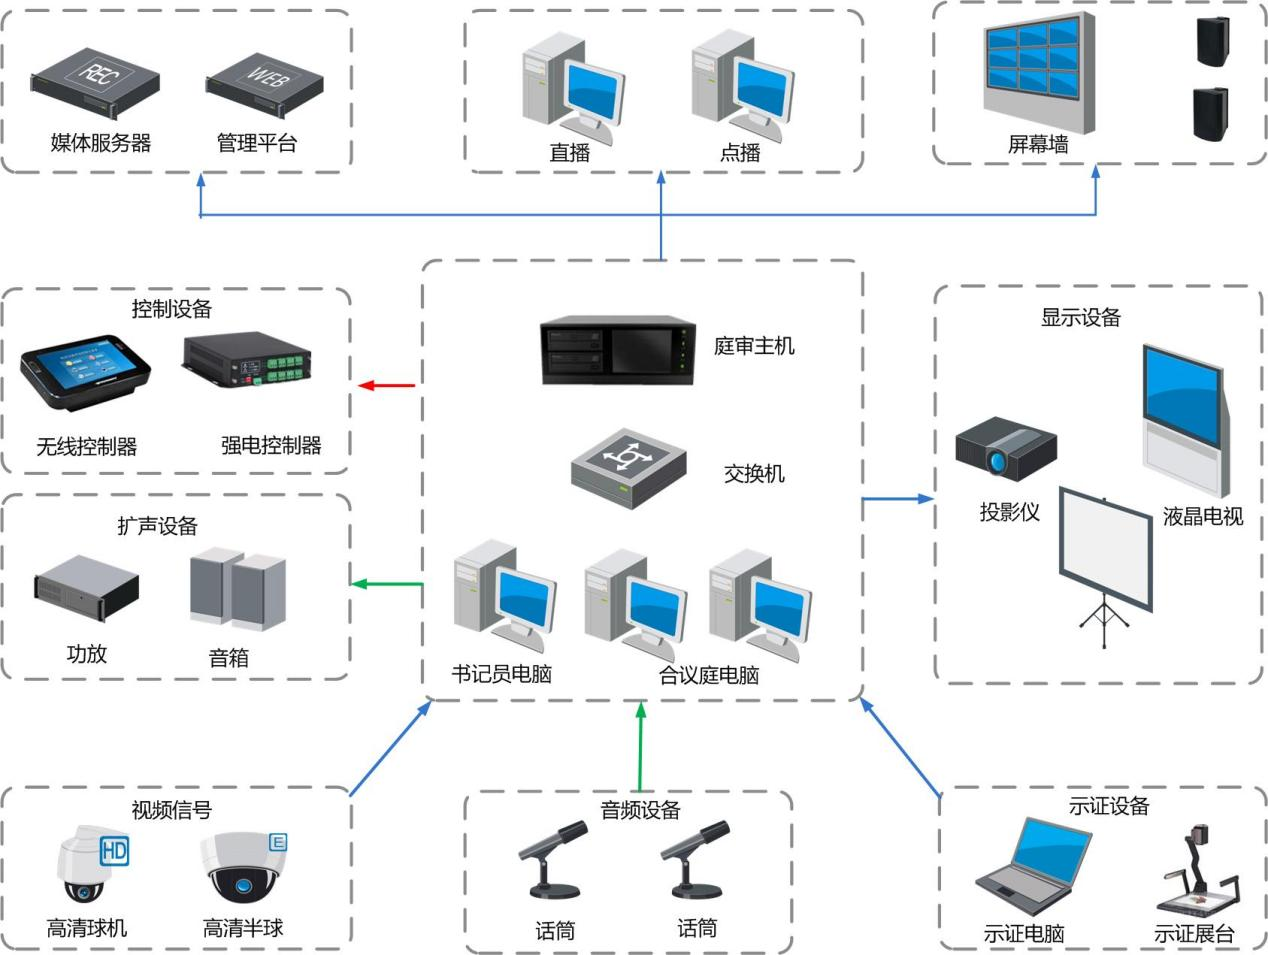 REC
WEB
媒体服务器
管理平台
直播
点播
屏幕墙
控制设备
无线控制器
强电控制器
庭审主机
交换机
书记员电脑
合议庭电脑
显示设备
投影仪
液晶电视
扩声设备
功放
音箱
视频信号
HD
E
高清球机
高清半球
音频设备
话筒
话筒
示证设备
示证电脑
示证展台